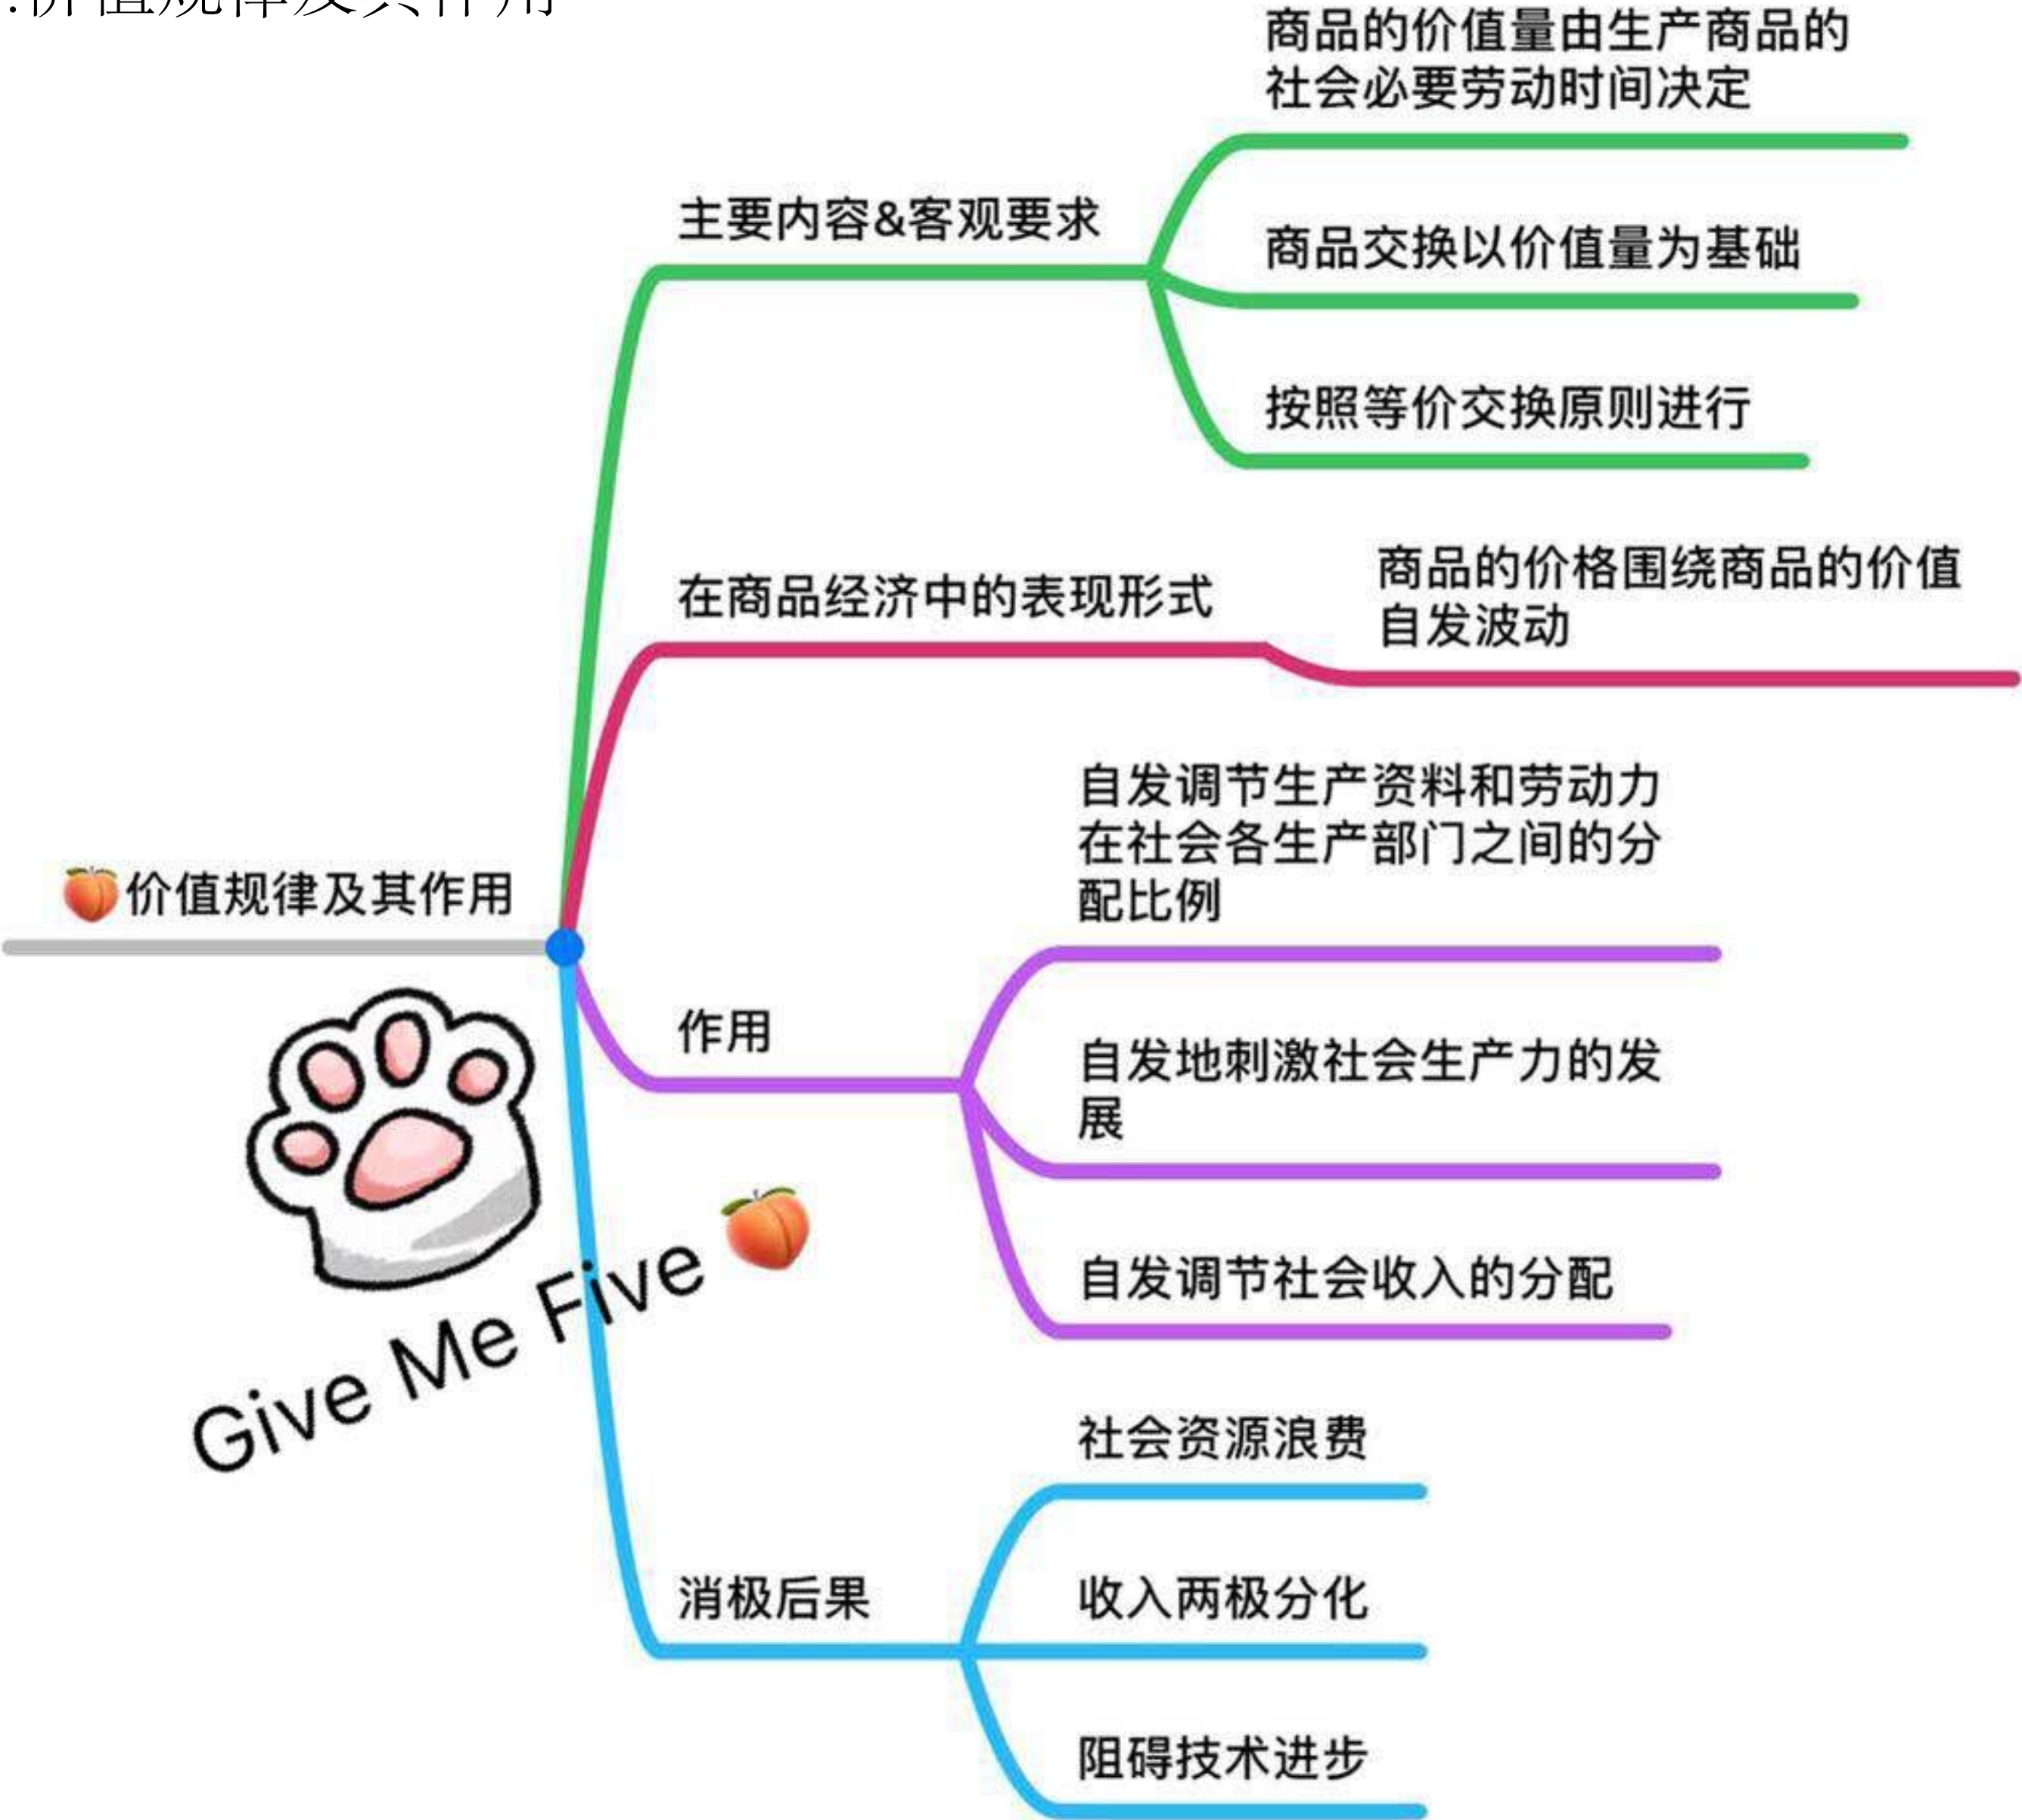 .价值规律及其作用
商品的价值量由生产商品的
社会必要劳动时间决定
主要内容&客观要求
商品交换以价值量为基础
按照等价交换原则进行
在商品经济中的表现形式
商品的价格围绕商品的价值
自发波动
🍑价值规律及其作用
自发调节生产资料和劳动力
在社会各生产部门之间的分
配比例
作用
自发地刺激社会生产力的发
展
自发调节社会收入的分配
Give Me Five 🍑
社会资源浪费
消极后果
收入两极分化
阻碍技术进步